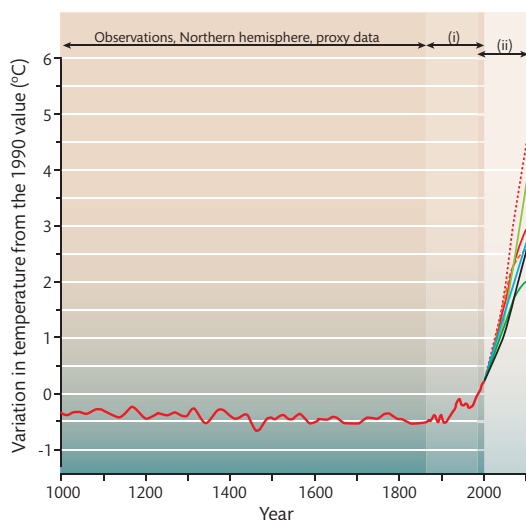 Observations, Northern hemisphere, proxy data
(i)
(ii)
Variation in temperature from the 1990 value (ºC)
6
5
4
3
2
1
0
-1
1000 1200 1400 1600 1800 2000
Year